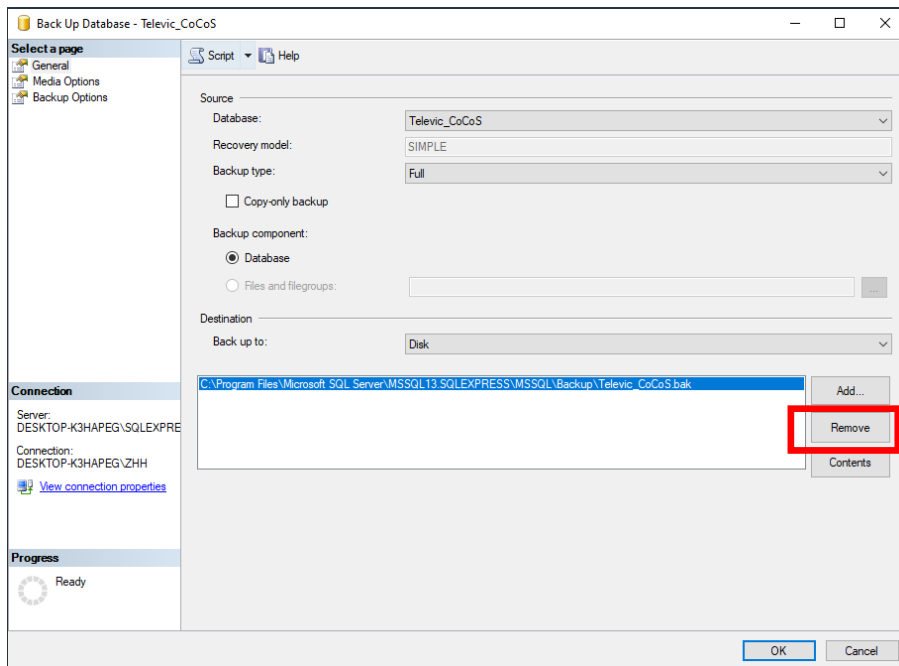 Back Up Database - Televic_CoCoS
Select a page
General
Media Options
Backup Options
Script
Help
Source
Database:
Televic_CoCoS
Recovery model:
SIMPLE
Backup type:
Full
Copy-only backup
Backup component:
Database
Files and filegroups:
...
Destination
Back up to:
Disk
C:\Program Files\Microsoft SQL Server\MSSQL13.SQLEXPRESS\MSSQL\Backup\Televic_CoCoS.bak
Add...
Remove
Contents
Connection
Server:
DESKTOP-K3HAPEG\SQLEXPRE
Connection:
DESKTOP-K3HAPEG\ZHH
View connection properties
Progress
Ready
OK
Cancel